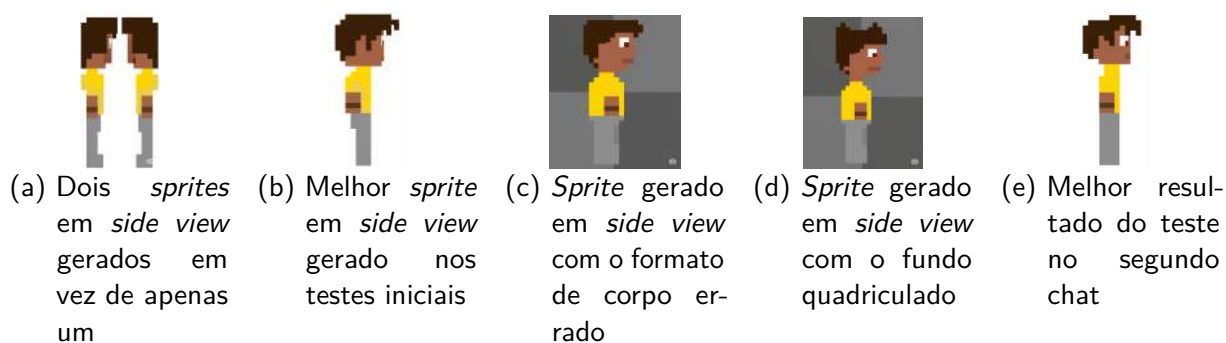 (a) Dois sprites
em side view
gerados em
vez de apenas
um
(b) Melhor sprite
em side view
gerado nos
testes iniciais
(c) Sprite gerado
em side view
com o formato
de corpo er-
rado
(d) Sprite gerado
em side view
com o fundo
quadriculado
(e) Melhor resul-
tado do teste
no segundo
chat